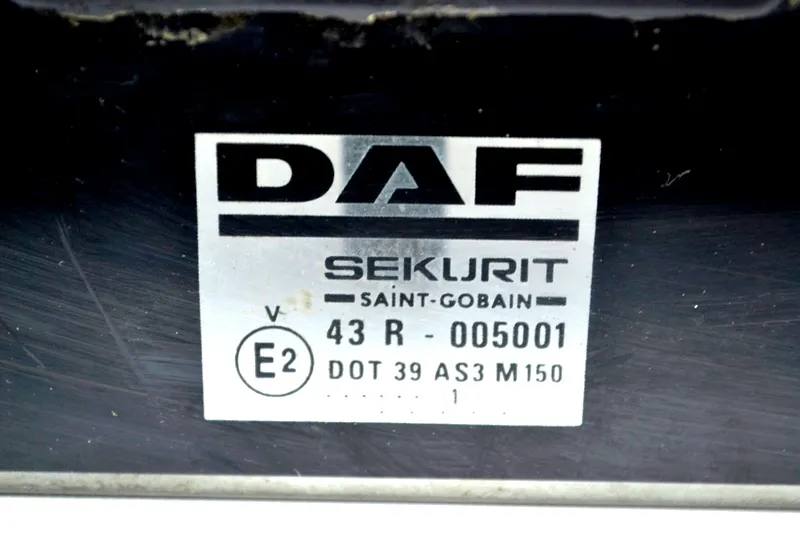 DAF
SEKURIT
SAINT-GOBAIN
V
E2
43 R - 005001
DOT 39 AS3 M150
. . . . . . 1
. . . . . .